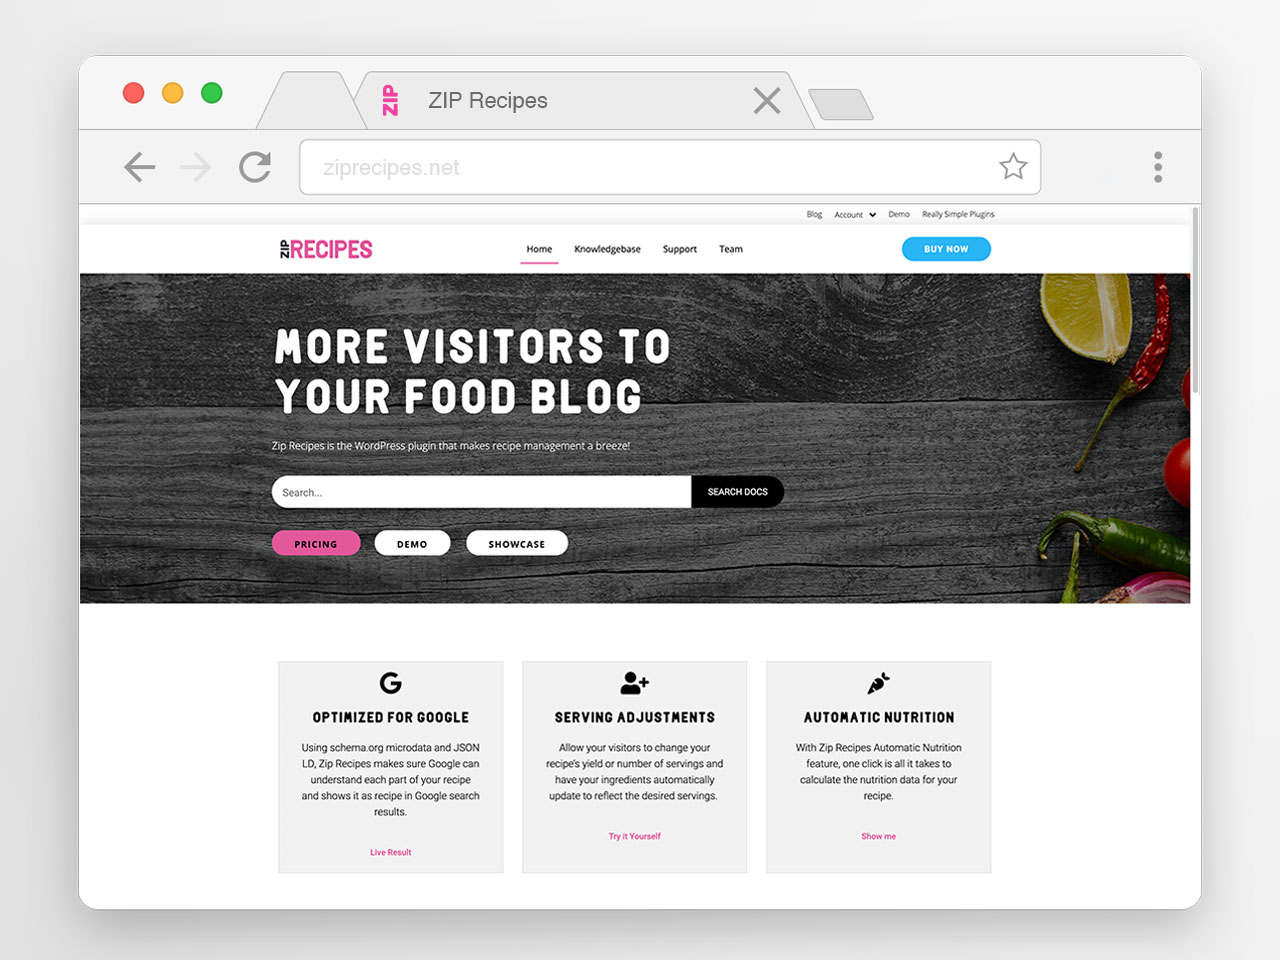 ZIP ZIP Recipes
ziprecipes.net
Blog Account Demo Really Simple Plugins
ZIP RECIPES Home Knowledgebase Support Team BUY NOW
MORE VISITORS TO
YOUR FOOD BLOG
Zip Recipes is the WordPress plugin that makes recipe management a breeze!
Search... SEARCH DOCS
PRICING DEMO SHOWCASE
OPTIMIZED FOR GOOGLE
Using schema.org microdata and JSON
LD, Zip Recipes makes sure Google can
understand each part of your recipe
and shows it as recipe in Google search
results.
Live Result
SERVING ADJUSTMENTS
Allow your visitors to change your
recipe's yield or number of servings and
have your ingredients automatically
update to reflect the desired servings.
Try it Yourself
AUTOMATIC NUTRITION
With Zip Recipes Automatic Nutrition
feature, one click is all it takes to
calculate the nutrition data for your
recipe.
Show me